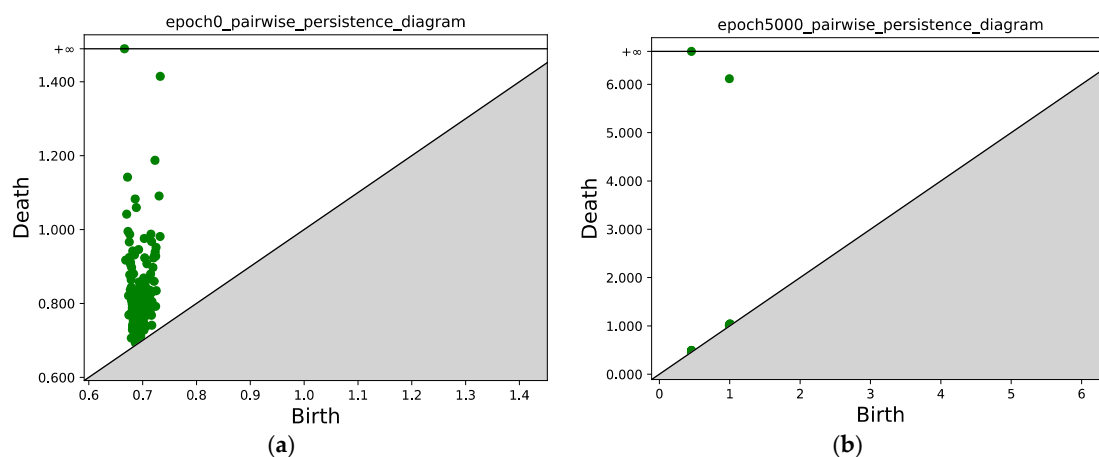 epoch0_pairwise_persistence_diagram
+∞
1.400
1.200
1.000
0.800
0.600
Death
0.6 0.7 0.8 0.9 1.0 1.1 1.2 1.3 1.4
Birth
(a)
epoch5000_pairwise_persistence_diagram
+∞
6.000
5.000
4.000
3.000
2.000
1.000
0.000
Death
0 1 2 3 4 5 6
Birth
(b)